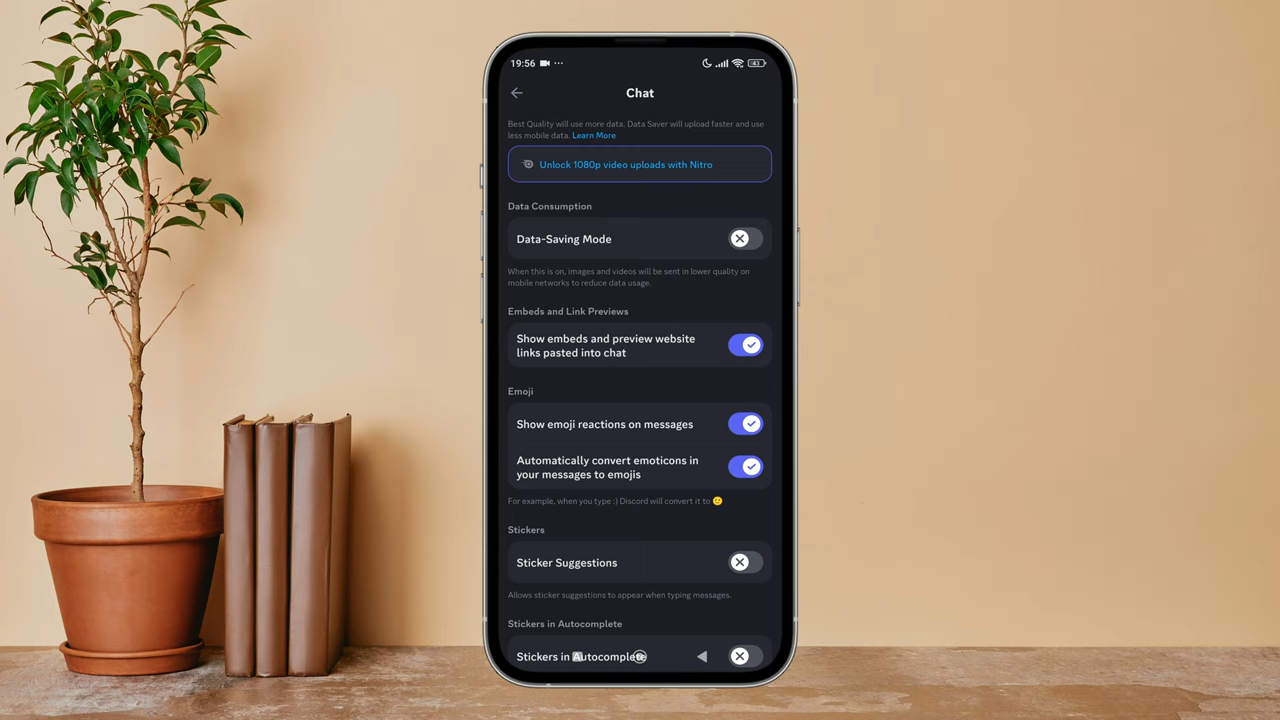 19:56
43
Chat
Best Quality will use more data. Data Saver will upload faster and use
less mobile data. Learn More
Unlock 1080p video uploads with Nitro
Data Consumption
Data-Saving Mode
When this is on, images and videos will be sent in lower quality on
mobile networks to reduce data usage.
Embeds and Link Previews
Show embeds and preview website
links pasted into chat
Emoji
Show emoji reactions on messages
Automatically convert emoticons in
your messages to emojis
For example, when you type :) Discord will convert it to 🙂
Stickers
Sticker Suggestions
Allows sticker suggestions to appear when typing messages.
Stickers in Autocomplete
Stickers in Autocomplete